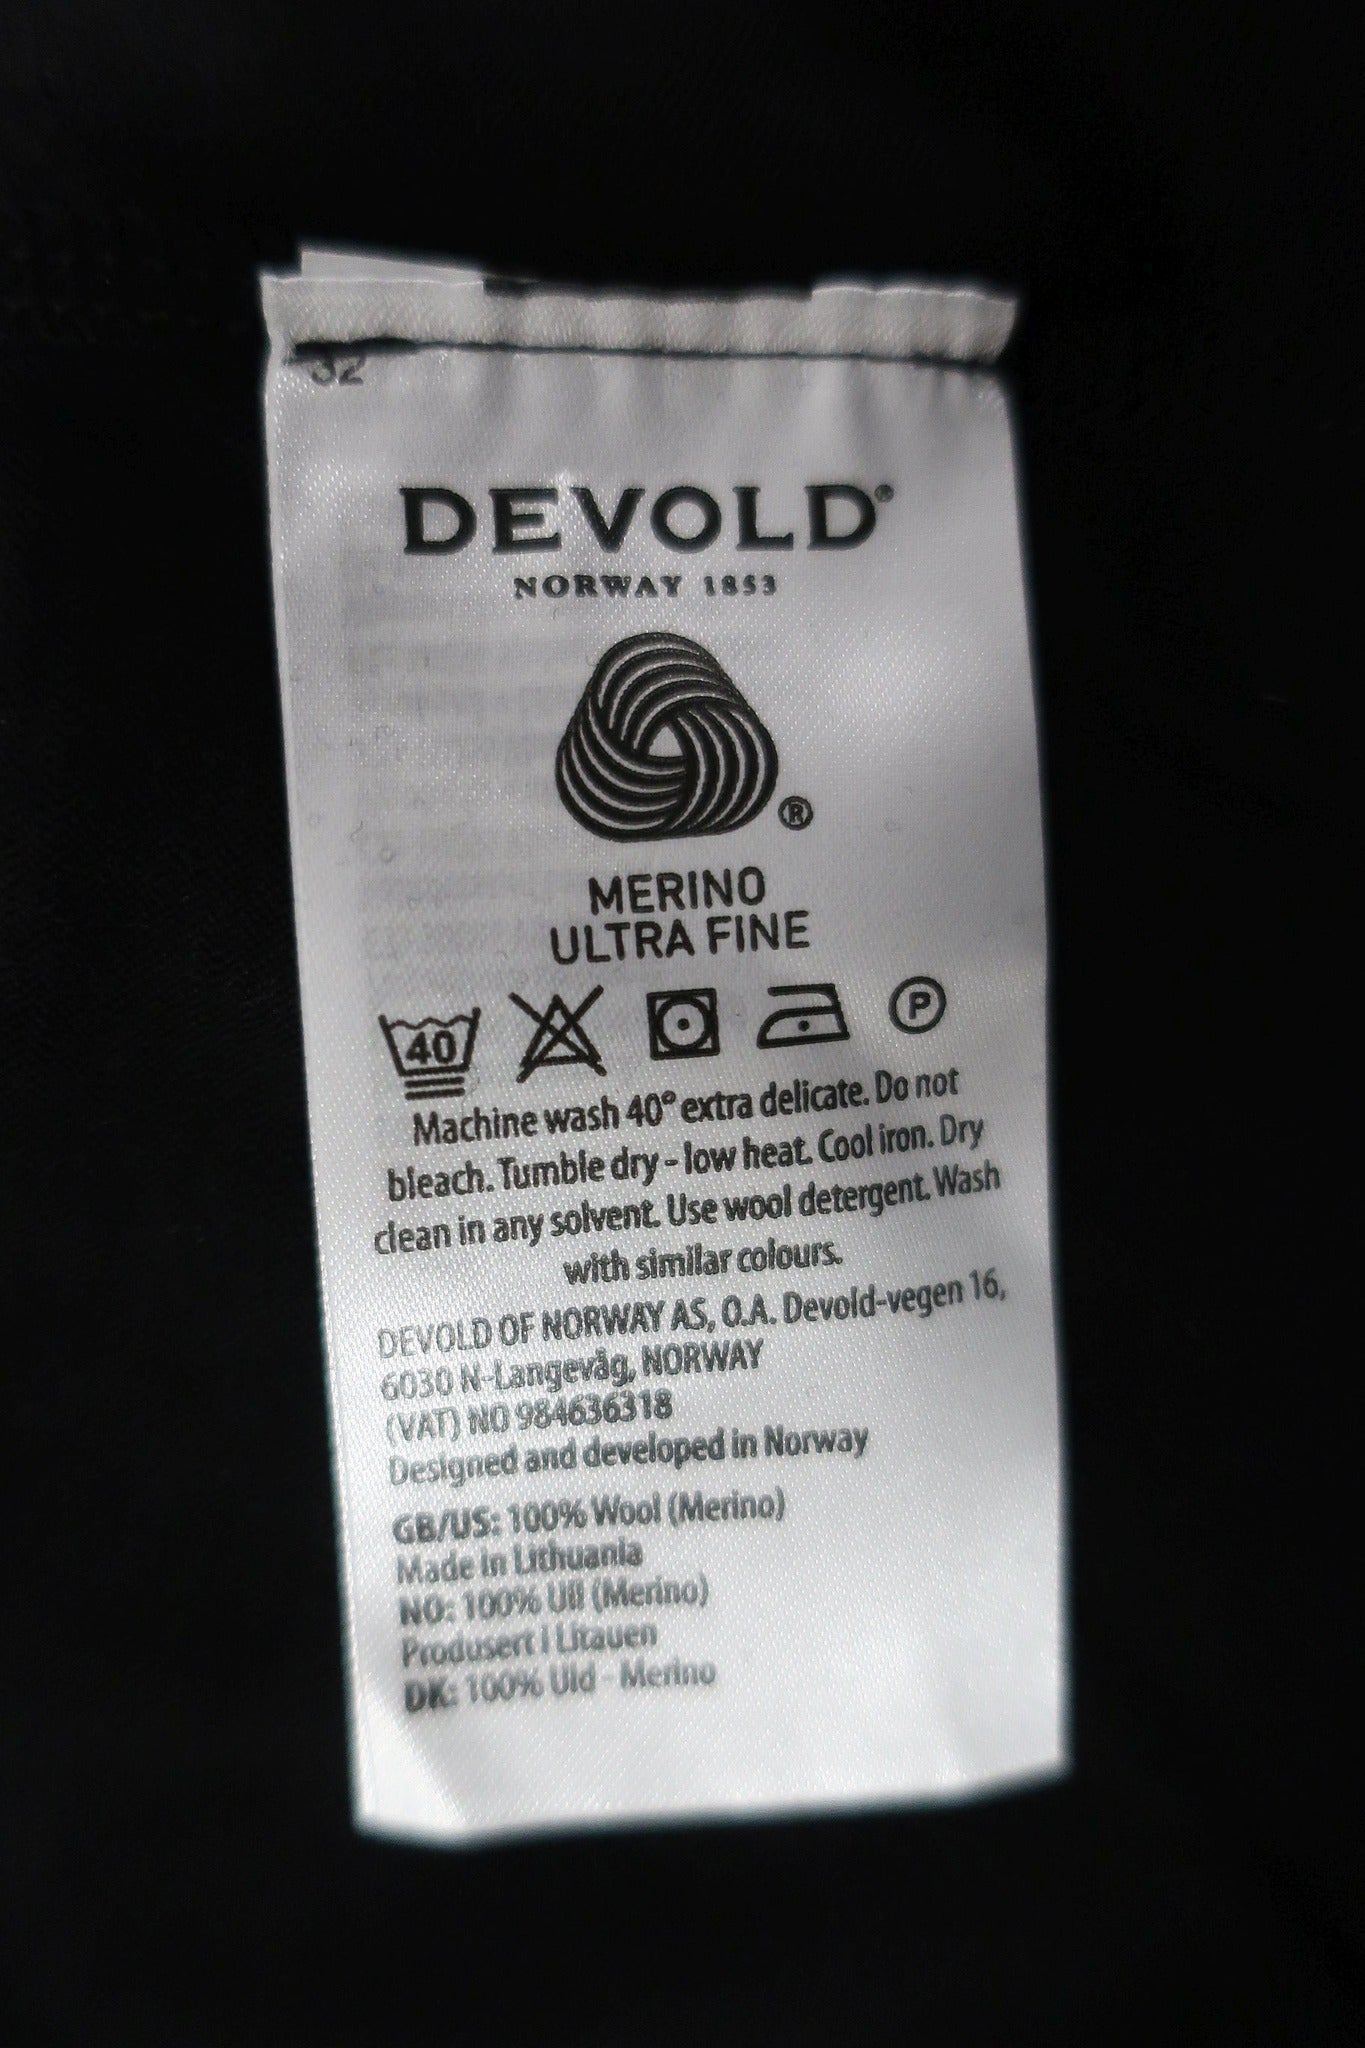 32
DEVOLD®
NORWAY 1853
®
MERINO
ULTRA FINE
40 P
Machine wash 40° extra delicate. Do not
bleach. Tumble dry - low heat. Cool iron. Dry
clean in any solvent. Use wool detergent. Wash
with similar colours.
DEVOLD OF NORWAY AS, O.A. Devold-vegen 16,
6030 N-Langevåg, NORWAY
(VAT) NO 984636318
Designed and developed in Norway
GB/US: 100% Wool (Merino)
Made in Lithuania
NO: 100% Ull (Merino)
Produsert i Litauen
DK: 100% Uld - Merino